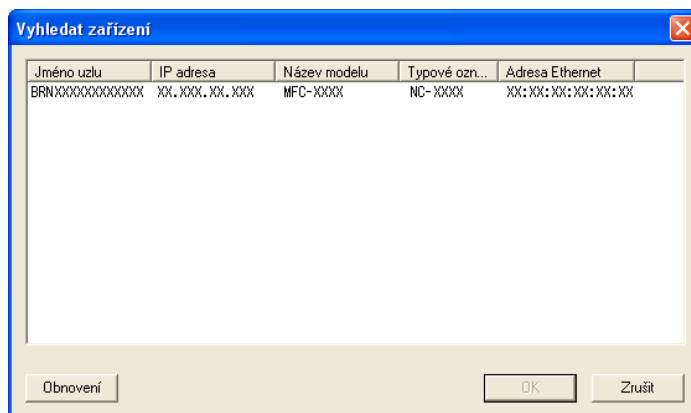 Vyhledat zařízení
Jméno uzlu IP adresa Název modelu Typové ozn... Adresa Ethernet
BRNXXXXXXXXXXXX XX.XXX.XX.XXX MFC-XXXX NC-XXXX XX:XX:XX:XX:XX:XX
Obnovení OK Zrušit